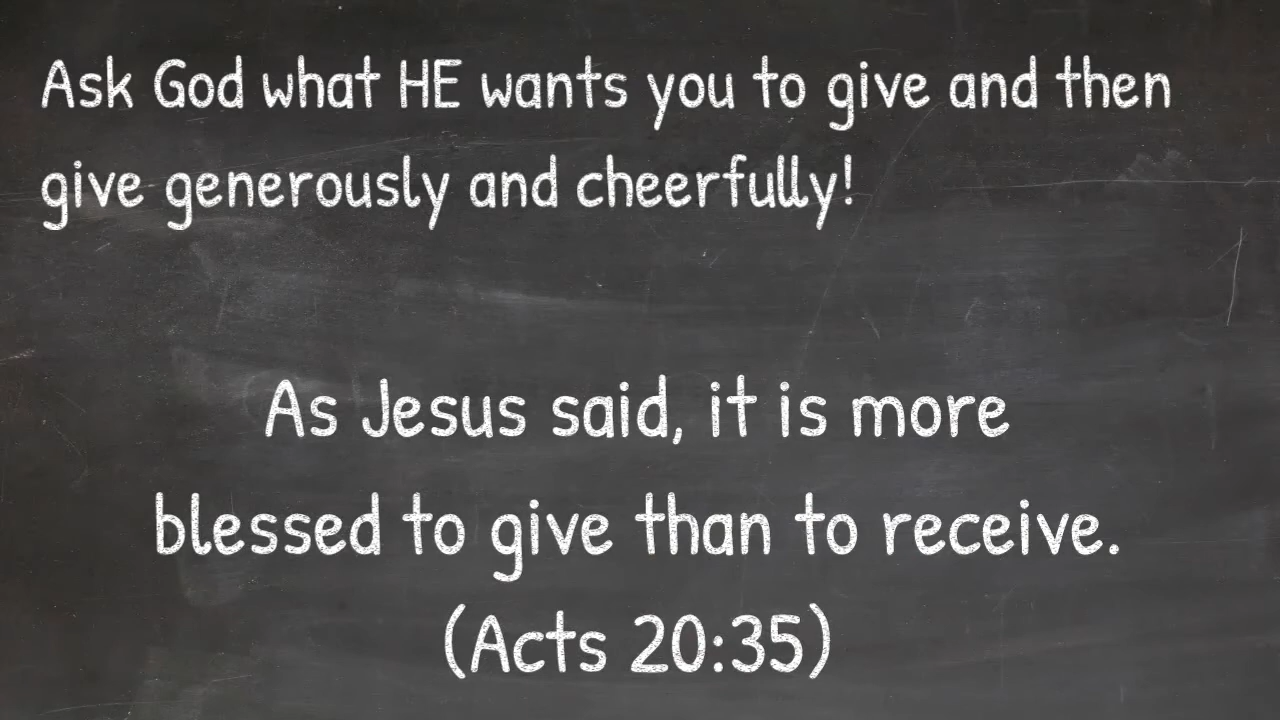 Ask God what HE wants you to give and then
give generously and cheerfully!
As Jesus said, it is more
blessed to give than to receive.
(Acts 20:35)